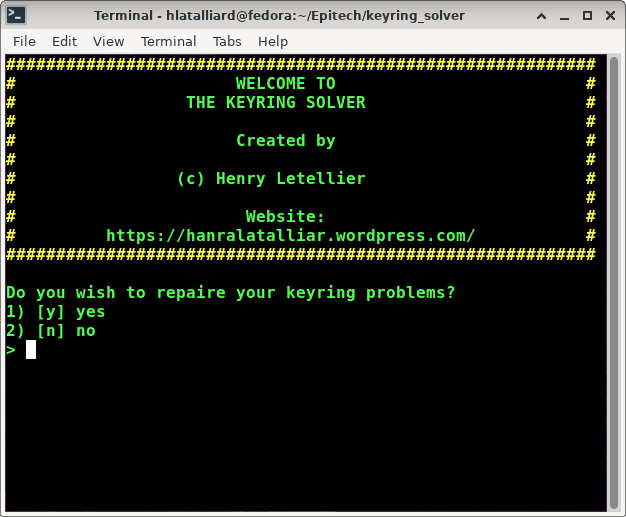 Terminal - hlatalliard@fedora:~/Epitech/keyring_solver
File Edit View Terminal Tabs Help
###########################################################
# WELCOME TO #
# THE KEYRING SOLVER #
# #
# Created by #
# #
# (c) Henry Letellier #
# #
# Website: #
# https://hanralatalliar.wordpress.com/ #
###########################################################
Do you wish to repaire your keyring problems?
1) [y] yes
2) [n] no
>